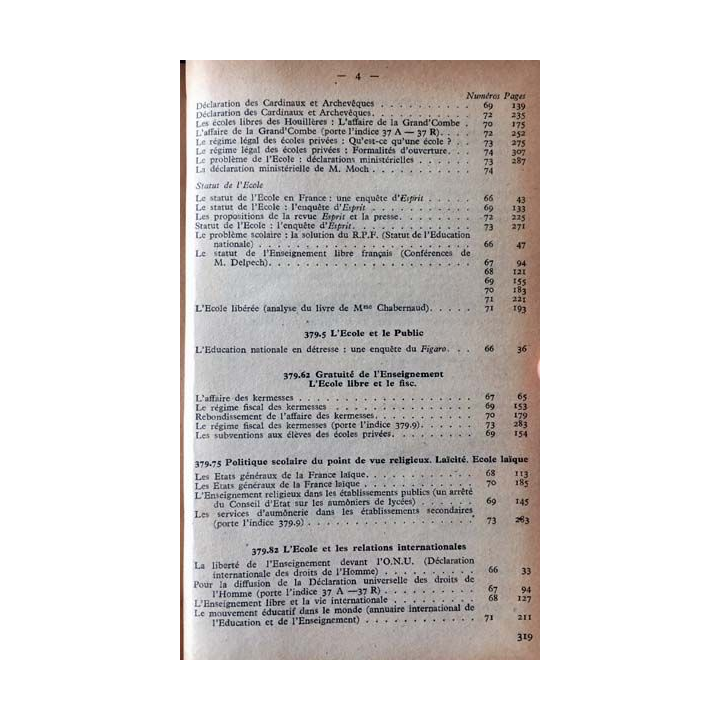 — 4 —
Numéros Pages
Déclaration des Cardinaux et Archevêques . . . . . . . . . . 69 139
Déclaration des Cardinaux et Archevêques . . . . . . . . . . 72 235
Les écoles libres des Houillères : L'affaire de la Grand'Combe . 70 175
L'affaire de la Grand'Combe (porte l'indice 37 A — 37 R). . . . 72 252
Le régime légal des écoles privées : Qu'est-ce qu'une école ? . . 73 275
Le régime légal des écoles privées : Formalités d'ouverture. . . . 74 307
Le problème de l'Ecole : déclarations ministérielles . . . . . . 73 287
La déclaration ministérielle de M. Moch . . . . . . . . . . . 74
Statut de l'Ecole
Le statut de l'Ecole en France : une enquête d'Esprit . . . . . 66 43
Le statut de l'Ecole : l'enquête d'Esprit . . . . . . . . . . . 69 133
Les propositions de la revue Esprit et la presse. . . . . . . . 72 225
Statut de l'Ecole : l'enquête d'Esprit. . . . . . . . . . . . . 73 271
Le problème scolaire : la solution du R.P.F. (Statut de l'Education
nationale) . . . . . . . . . . . . . . . . . . . . . . 66 47
Le statut de l'Enseignement libre français (Conférences de
M. Delpech). . . . . . . . . . . . . . . . . . . . . . 67 94
68 121
69 155
70 183
71 221
L'Ecole libérée (analyse du livre de Mme Chabernaud). . . . . 71 193
379.5 L'Ecole et le Public
L'Education nationale en détresse : une enquête du Figaro. . . 66 36
379.62 Gratuité de l'Enseignement
L'Ecole libre et le fisc.
L'affaire des kermesses . . . . . . . . . . . . . . . . . . 67 65
Le régime fiscal des kermesses . . . . . . . . . . . . . . . 69 153
Rebondissement de l'affaire des kermesses. . . . . . . . . . . 70 179
Le régime fiscal des kermesses (porte l'indice 379.9). . . . . . 73 283
Les subventions aux élèves des écoles privées. . . . . . . . . 69 154
379.75 Politique scolaire du point de vue religieux. Laïcité. Ecole laïque
Les Etats généraux de la France laïque. . . . . . . . . . . . 68 113
Les Etats généraux de la France laïque . . . . . . . . . . . . 70 185
L'Enseignement religieux dans les établissements publics (un arrêté
du Conseil d'Etat sur les aumôniers de lycées) . . . . . . . 69 145
Les services d'aumônerie dans les établissements secondaires
(porte l'indice 379.9) . . . . . . . . . . . . . . . . . . 73 283
379.82 L'Ecole et les relations internationales
La liberté de l'Enseignement devant l'O.N.U. (Déclaration
internationale des droits de l'Homme) . . . . . . . . . . 66 33
Pour la diffusion de la Déclaration universelle des droits de
l'Homme (porte l'indice 37 A —37 R) . . . . . . . . . . 67 94
L'Enseignement libre et la vie internationale . . . . . . . . . 68 127
Le mouvement éducatif dans le monde (annuaire international de
l'Education et de l'Enseignement) . . . . . . . . . . . . 71 211
319